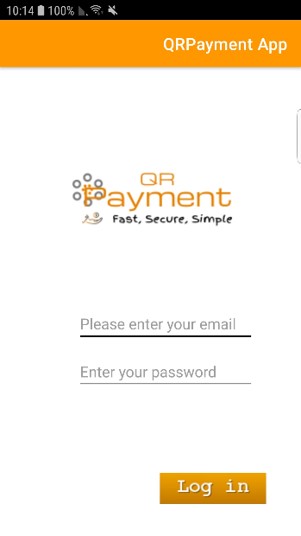 10:14 100%
QRPayment App
QR
Payment
Fast, Secure, Simple
Please enter your email
Enter your password
Log in